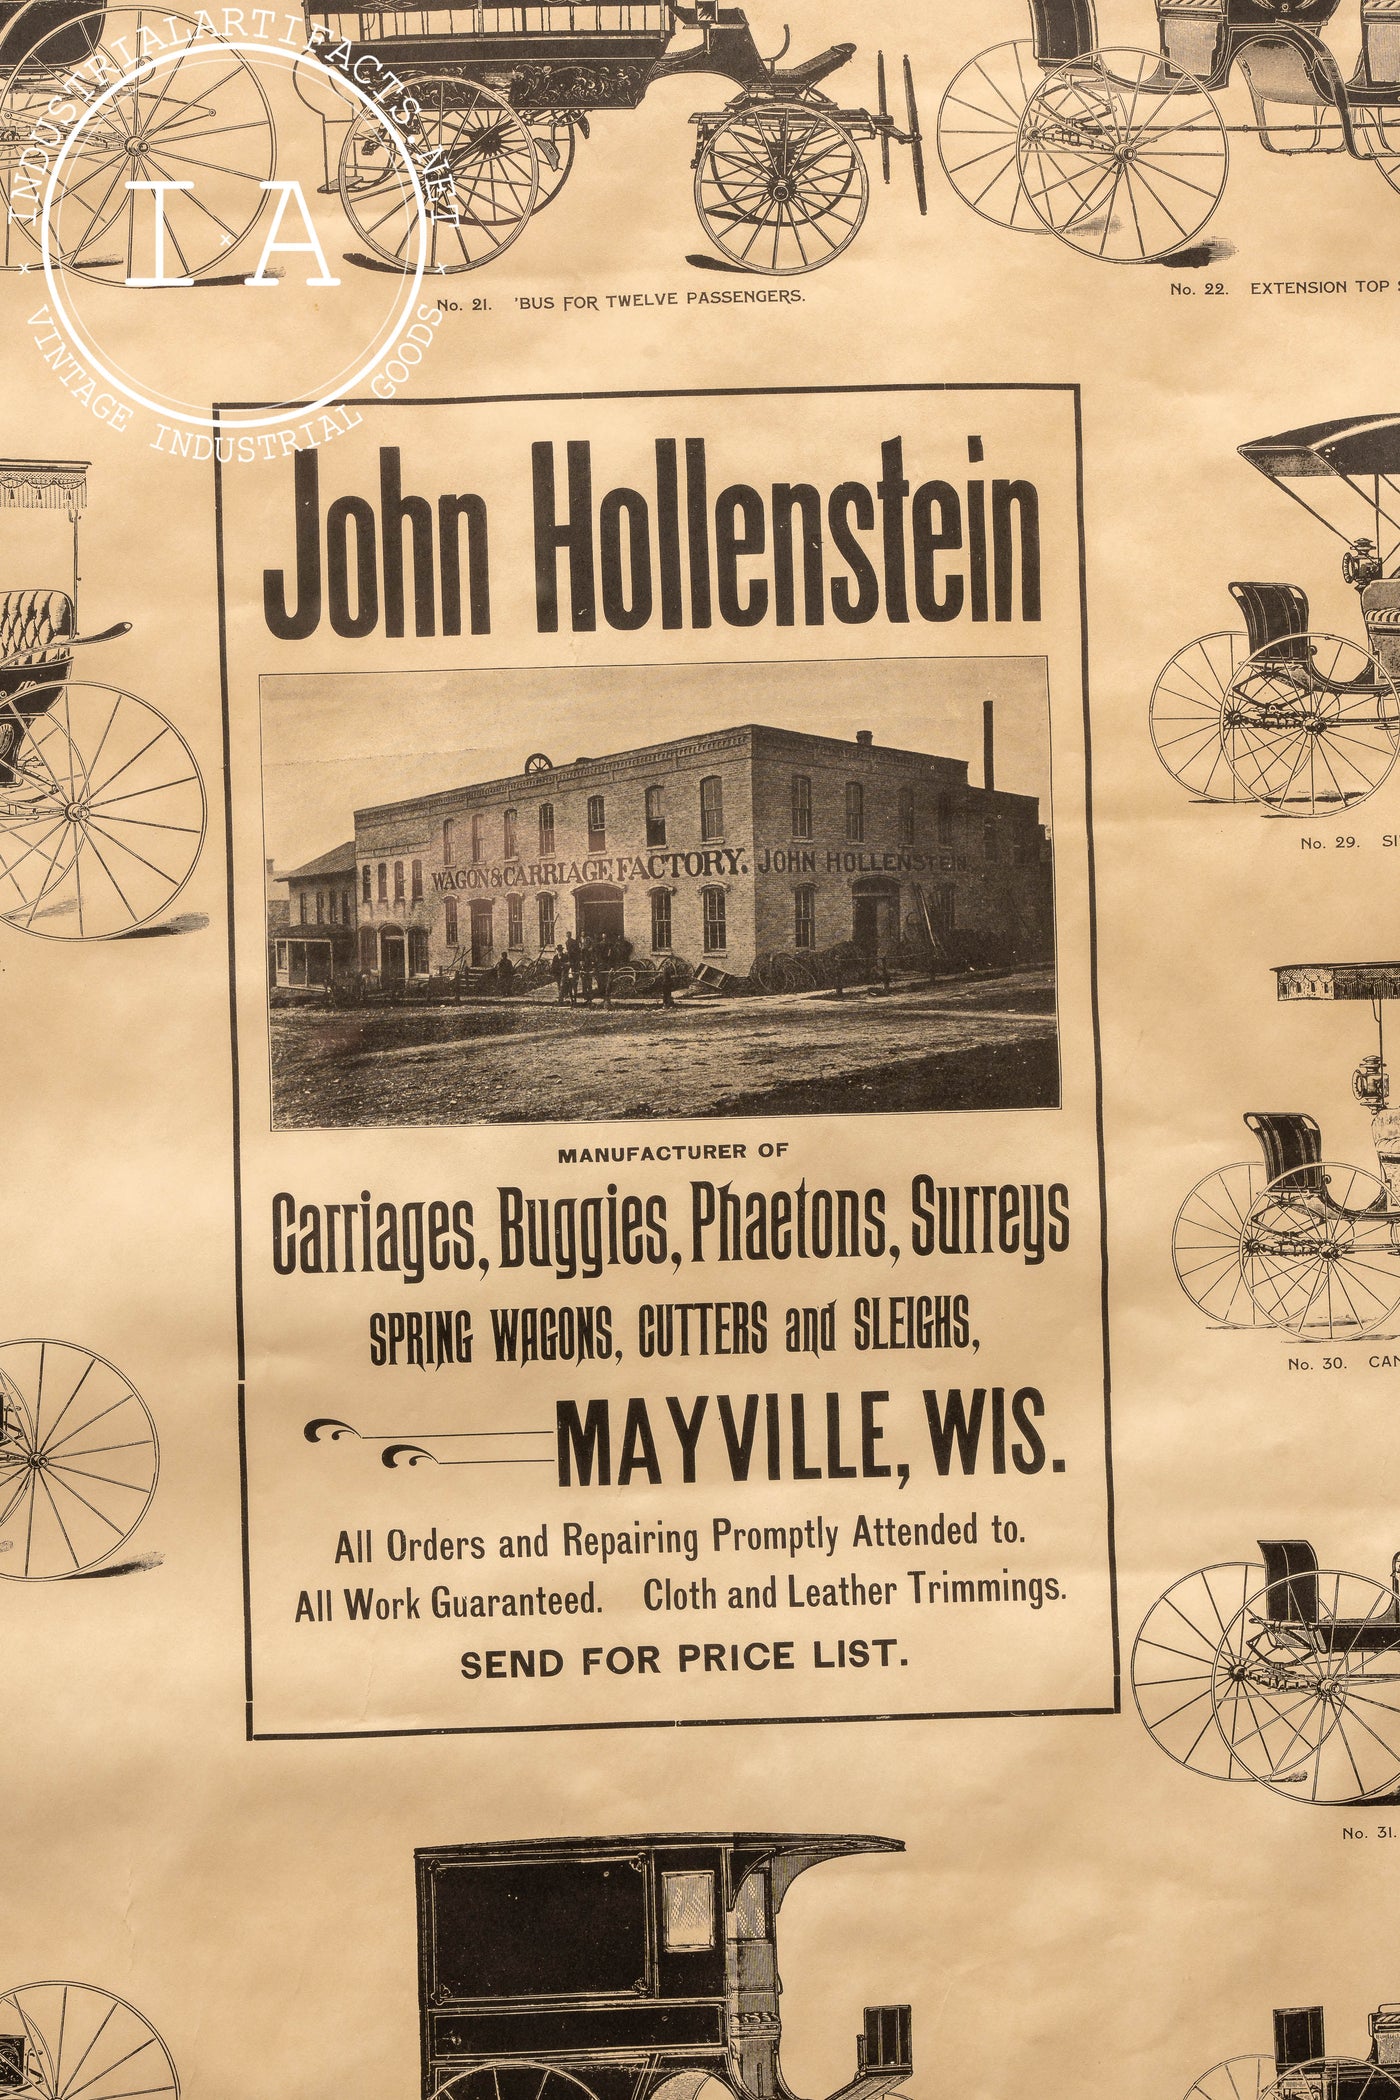 INDUSTRIALARTIFACTS.NET
IA
VINTAGE INDUSTRIAL GOODS
No. 21. 'BUS FOR TWELVE PASSENGERS.
No. 22. EXTENSION TOP
John Hollenstein
WAGON & CARRIAGE FACTORY. JOHN HOLLENSTEIN
MANUFACTURER OF
Carriages, Buggies, Phaetons, Surreys
SPRING WAGONS, CUTTERS and SLEIGHS,
MAYVILLE, WIS.
All Orders and Repairing Promptly Attended to.
All Work Guaranteed. Cloth and Leather Trimmings.
SEND FOR PRICE LIST.
No. 29.
No. 30.
No. 31.